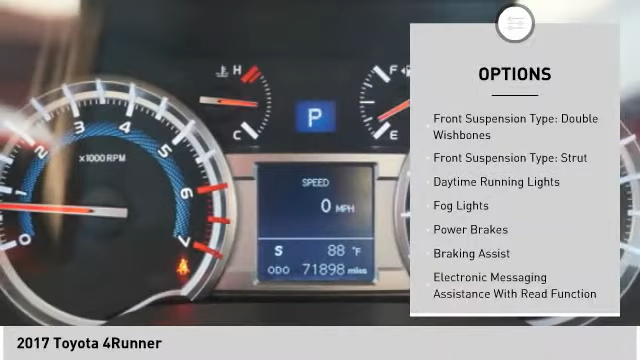 OPTIONS
Front Suspension Type: Double
Wishbones
Front Suspension Type: Strut
Daytime Running Lights
Fog Lights
Power Brakes
Braking Assist
Electronic Messaging
Assistance With Read Function
H
C
P
F
E
0
1
2
3
4
5
6
7
x1000 RPM
SPEED
0 MPH
S 88 °F
ODO 71898 miles
2017 Toyota 4Runner